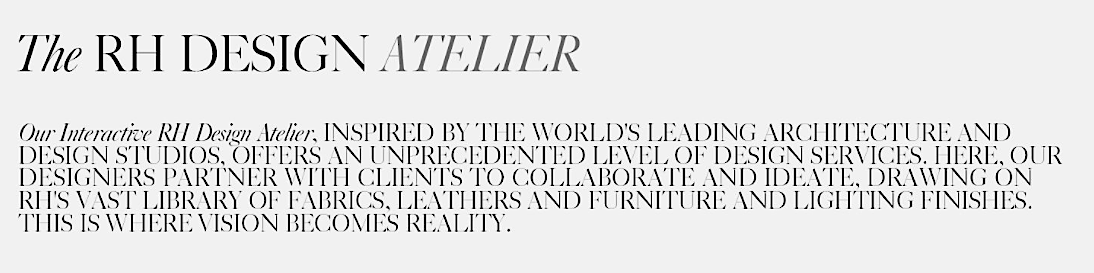 The RH DESIGN ATELIER
Our Interactive RH Design Atelier, INSPIRED BY THE WORLD'S LEADING ARCHITECTURE AND
DESIGN STUDIOS, OFFERS AN UNPRECEDENTED LEVEL OF DESIGN SERVICES. HERE, OUR
DESIGNERS PARTNER WITH CLIENTS TO COLLABORATE AND IDEATE, DRAWING ON
RH'S VAST LIBRARY OF FABRICS, LEATHERS AND FURNITURE AND LIGHTING FINISHES.
THIS IS WHERE VISION BECOMES REALITY.